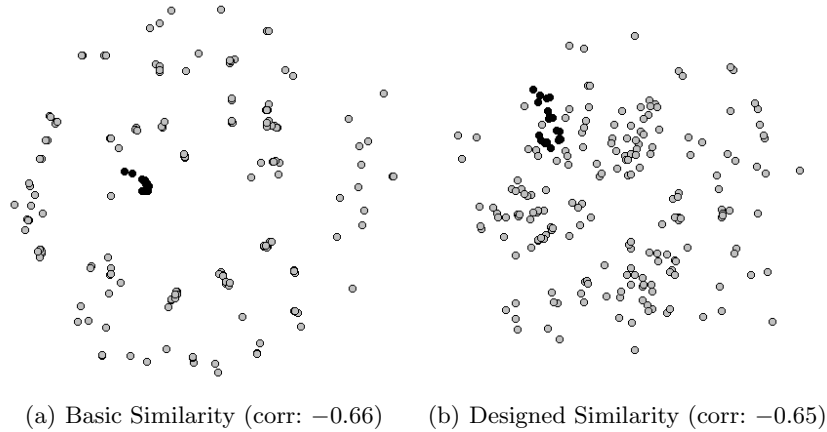 (a) Basic Similarity (corr: −0.66)
(b) Designed Similarity (corr: −0.65)